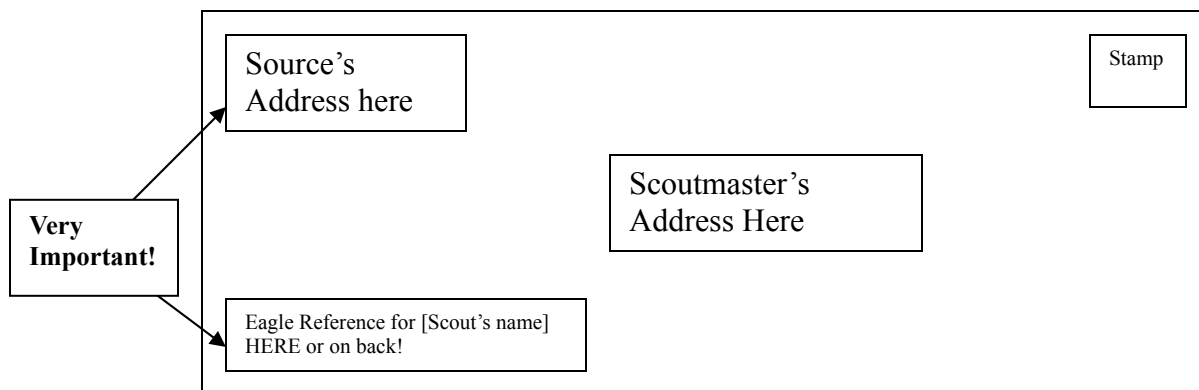 Source’s
Address here
Stamp
Scoutmaster’s
Address Here
Very
Important!
Eagle Reference for [Scout’s name]
HERE or on back!